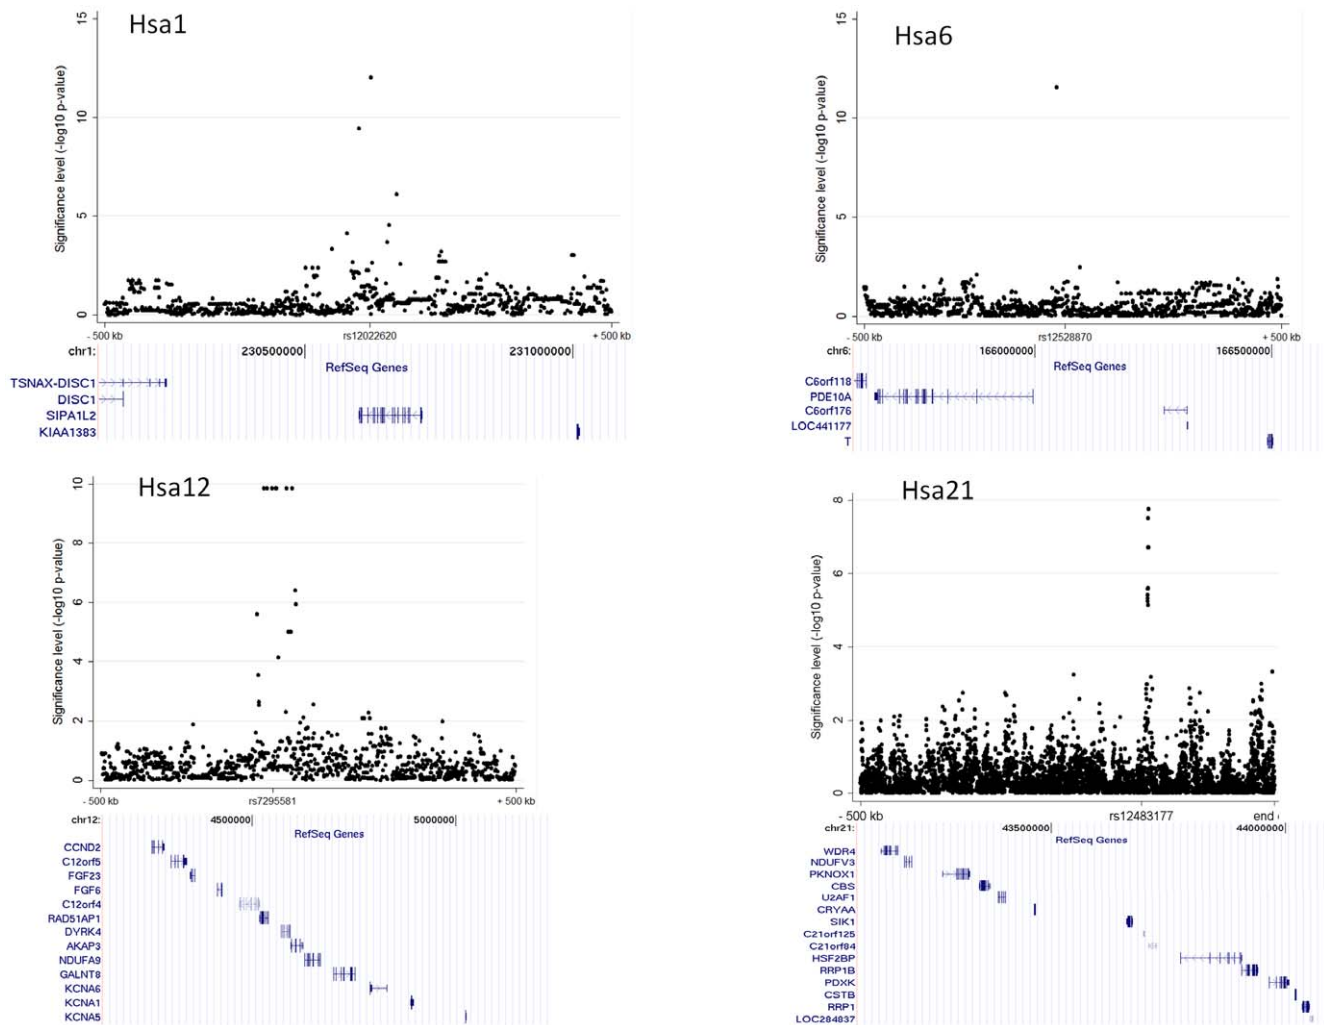 Hsa1
Significance level (-log10 p-value)
15
10
5
0
- 500 kb
rs12022620
+ 500 kb
chr1:
230500000|
231000000|
RefSeq Genes
TSNAX-DISC1
DISC1
SIPA1L2
KIAA1383
Hsa6
Significance level (-log10 p-value)
15
10
5
0
-500 kb
rs12528870
+500 kb
chr6:
166000000|
166500000|
RefSeq Genes
C6orf118
PDE10A
C6orf176
LOC441177
T
Hsa12
Significance level (-log10 p-value)
10
8
6
4
2
0
- 500 kb
rs7295581
+ 500 kb
chr12:
4500000|
5000000|
RefSeq Genes
CCND2
C12orf5
FGF23
FGF6
C12orf4
RAD51AP1
DYRK4
AKAP3
NDUFA9
GALNT8
KCNA6
KCNA1
KCNA5
Hsa21
Significance level (-log10 p-value)
8
6
4
2
0
- 500 kb
rs12483177
end
chr21:
43500000|
44000000|
RefSeq Genes
WDR4
NDUFV3
PKNOX1
CBS
U2AF1
CRYAA
SIK1
C21orf125
C21orf84
HSF2BP
RRP1B
PDXK
CSTB
RRP1
LOC284837